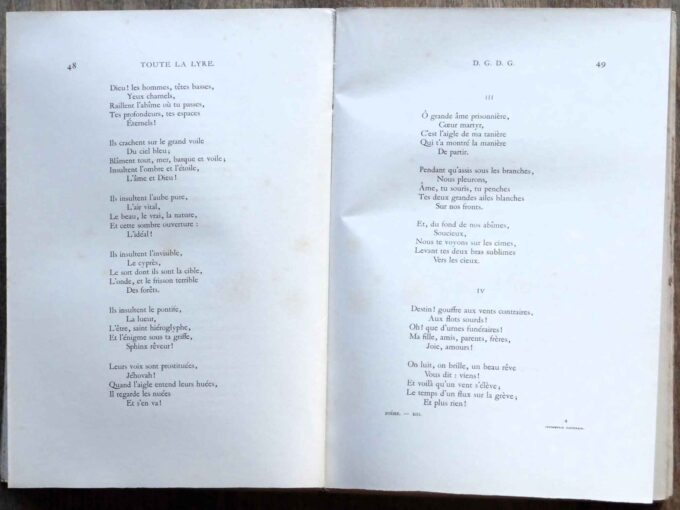 48
TOUTE LA LYRE.
Dieu! les hommes, têtes basses,
Yeux charnels,
Raillent l'abîme où tu passes,
Tes profondeurs, tes espaces
Éternels!
Ils crachent sur le grand voile
Du ciel bleu;
Blâment tout, mer, barque et voile;
Insultent l'ombre et l'étoile,
L'âme et Dieu!
Ils insultent l'aube pure,
L'air vital,
Le beau, le vrai, la nature,
Et cette sombre ouverture :
L'idéal!
Ils insultent l'invisible,
Le cyprès,
Le sort dont ils sont la cible,
L'onde, et le frisson terrible
Des forêts.
Ils insultent le pontife,
La lueur,
L'être, saint hiéroglyphe,
Et l'énigme sous ta griffe,
Sphinx rêveur!
Leurs voix sont prostituées,
Jéhovah!
Quand l'aigle entend leurs huées,
Il regarde les nuées
Et s'en va!
D. G. D. G.
49
III
Ô grande âme prisonnière,
Cœur martyr,
C'est l'aigle de ma tanière
Qui t'a montré la manière
De partir.
Pendant qu'assis sous les branches,
Nous pleurons,
Âme, tu souris, tu penches
Tes deux grandes ailes blanches
Sur nos fronts.
Et, du fond de nos abîmes,
Soucieux,
Nous te voyons sur les cimes,
Levant tes deux bras sublimes
Vers les cieux.
IV
Destin! gouffre aux vents contraires,
Aux flots sourds!
Oh! que d'urnes funéraires!
Ma fille, amis, parents, frères,
Joie, amours!
On luit, on brille, un beau rêve
Vous dit : viens!
Et voilà qu'un vent s'élève;
Le temps d'un flux sur la grève;
Et plus rien!
POÉSIE. — XIII.
4
IMPRIMERIE NATIONALE.